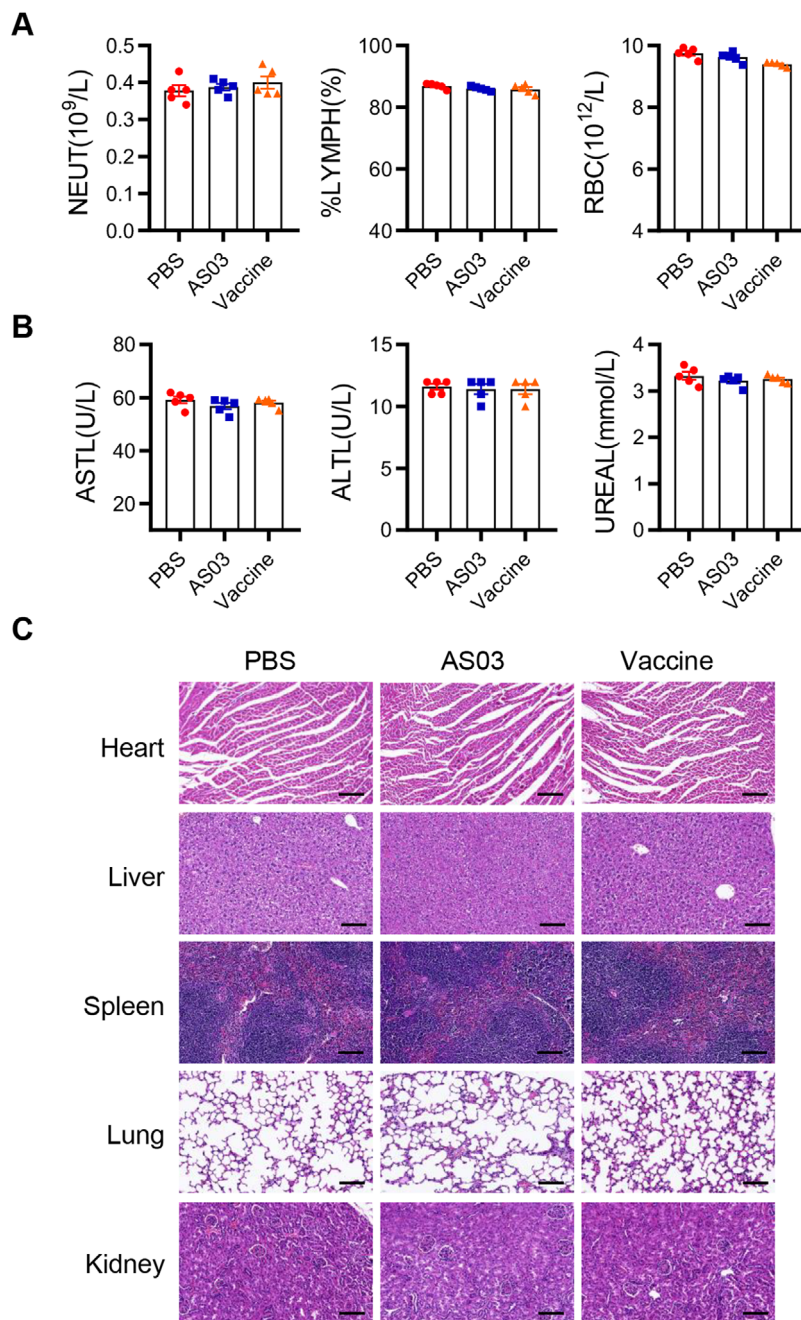 A
NEUT(10⁹/L)
0.5
0.4
0.3
0.2
0.1
0.0
PBS
AS03
Vaccine
%LYMPH(%)
100
80
60
40
PBS
AS03
Vaccine
RBC(10¹²/L)
10
8
6
4
PBS
AS03
Vaccine
B
ASTL(U/L)
80
60
40
20
PBS
AS03
Vaccine
ALTL(U/L)
15
10
5
0
PBS
AS03
Vaccine
UREAL(mmol/L)
4
3
2
1
0
PBS
AS03
Vaccine
C
PBS AS03 Vaccine
Heart
Liver
Spleen
Lung
Kidney